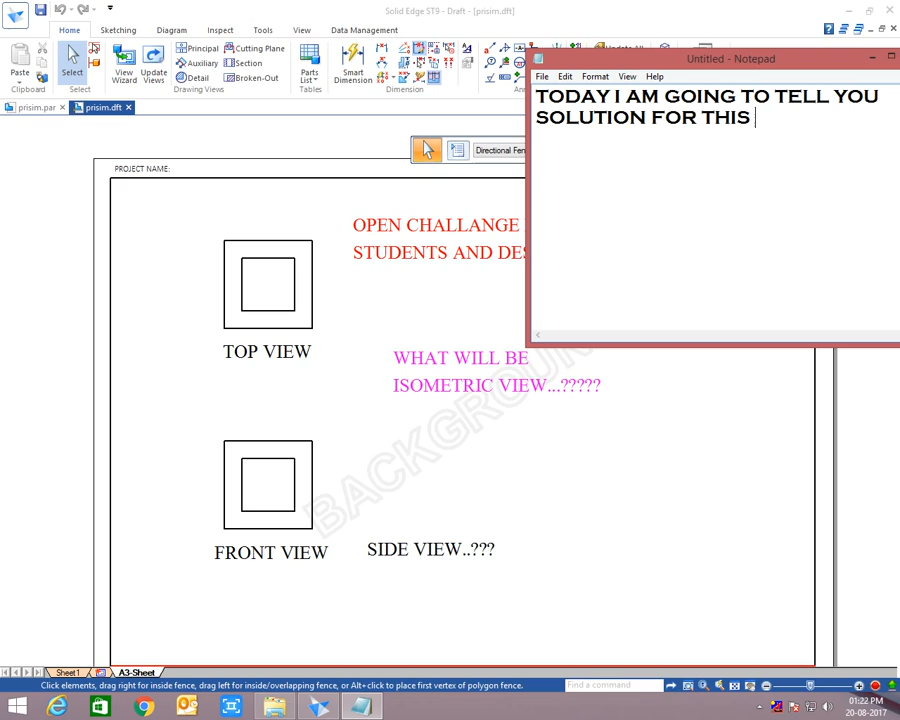 Solid Edge ST9 - Draft - [prisim.dft]
Home Sketching Diagram Inspect Tools View Data Management
Paste
Clipboard
Select
Select
View Wizard
Update Views
Principal
Auxiliary
Detail
Cutting Plane
Section
Broken-Out
Drawing Views
Parts List
Tables
Smart Dimension
Dimension
prisim.par
prisim.dft
Untitled - Notepad
File Edit Format View Help
TODAY I AM GOING TO TELL YOU
SOLUTION FOR THIS
PROJECT NAME:
OPEN CHALLANGE
STUDENTS AND DES
TOP VIEW
WHAT WILL BE
ISOMETRIC VIEW...?????
FRONT VIEW
SIDE VIEW..???
Sheet1
A3-Sheet
Click elements, drag right for inside fence, drag left for inside/overlapping fence, or Alt+ click to place first vertex of polygon fence.
Find a command
01:22 PM
20-08-2017